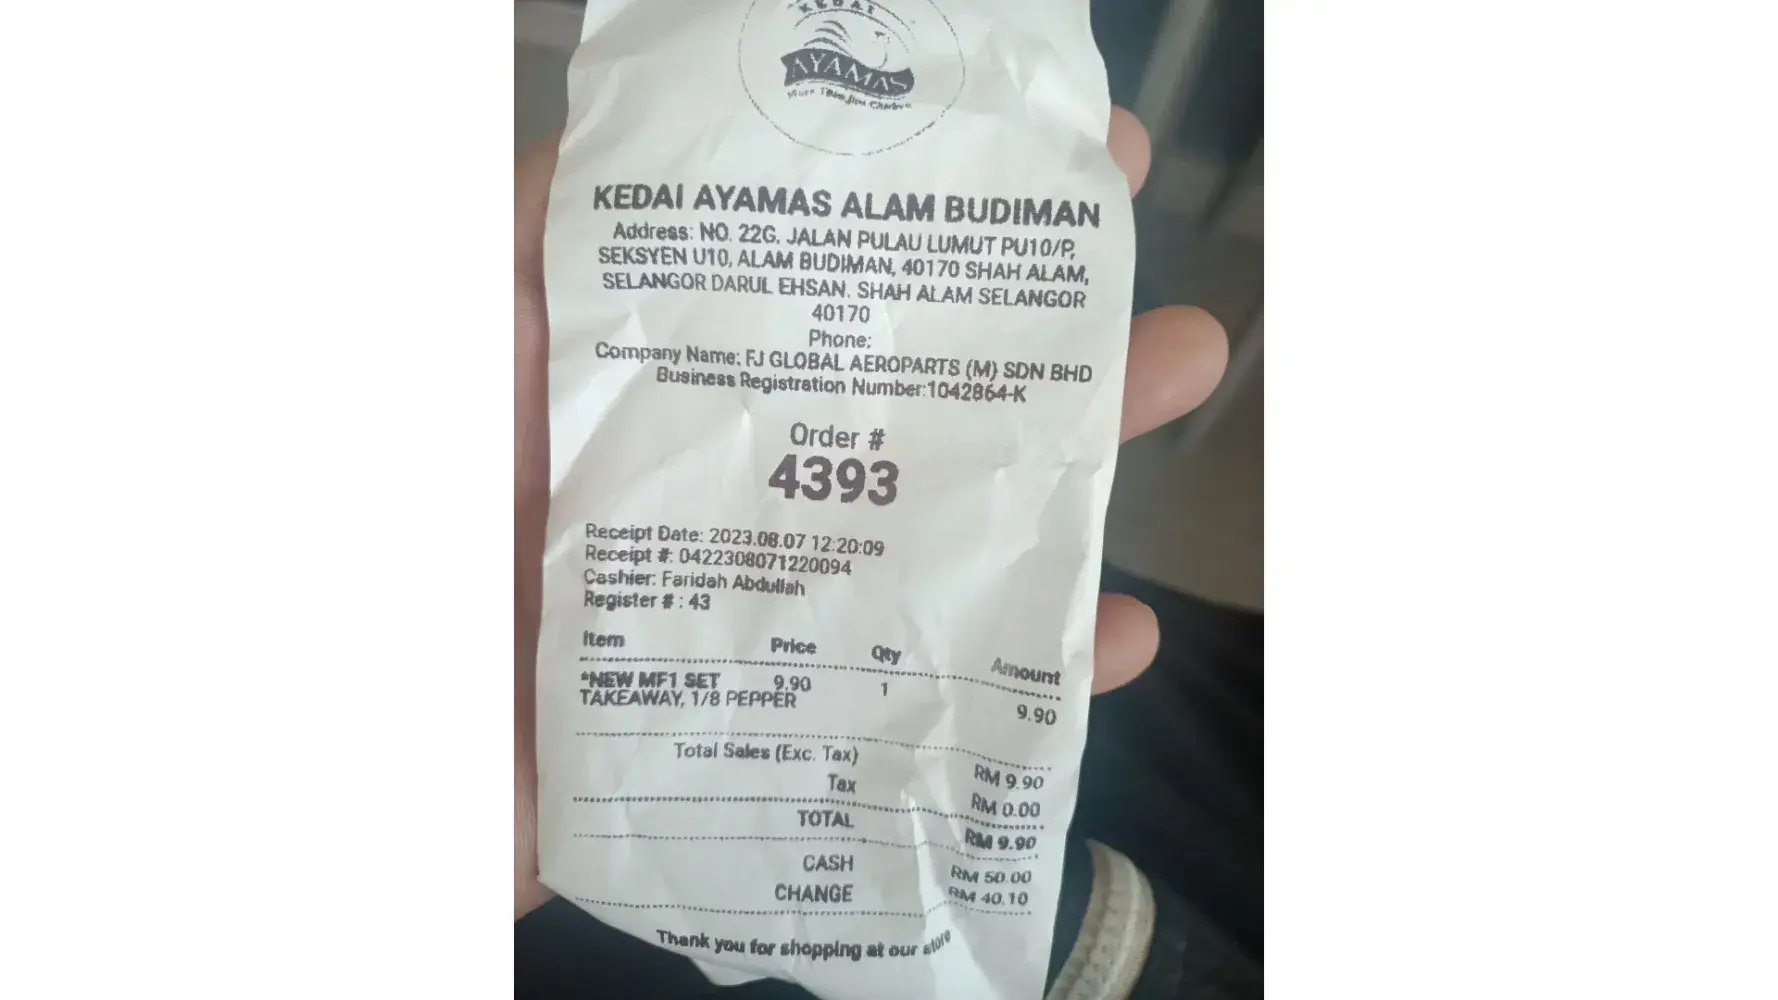 KEDAI
AYAMAS
More Than Just Chicken
KEDAI AYAMAS ALAM BUDIMAN
Address: NO. 22G, JALAN PULAU LUMUT PU10/P,
SEKSYEN U10, ALAM BUDIMAN, 40170 SHAH ALAM,
SELANGOR DARUL EHSAN. SHAH ALAM SELANGOR
40170
Phone:
Company Name: FJ GLOBAL AEROPARTS (M) SDN BHD
Business Registration Number:1042864-K
Order #
4393
Receipt Date: 2023.08.07 12:20:09
Receipt #: 0422308071220094
Cashier: Faridah Abdullah
Register # : 43
Item Price Qty Amount
*NEW MF1 SET 9.90 1 9.90
TAKEAWAY, 1/8 PEPPER
Total Sales (Exc. Tax) RM 9.90
Tax RM 0.00
TOTAL RM 9.90
CASH RM 50.00
CHANGE RM 40.10
Thank you for shopping at our store